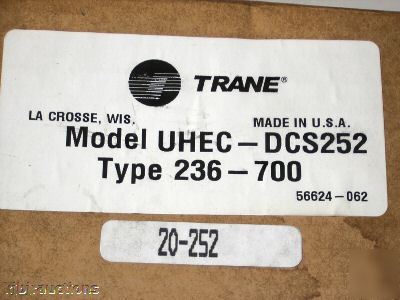 TRANE®
LA CROSSE, WIS. MADE IN U.S.A.
Model UHEC-DCS252
Type 236-700
56624-062
20-252